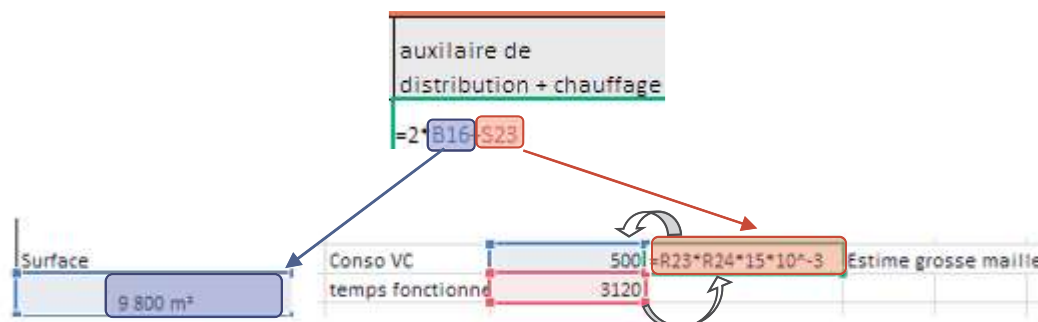 auxilaire de
distribution + chauffage
=2*B16-S23
Surface
9 800 m²
Conso VC 500 =R23*R24*15*10^-3 Estime grosse maille
temps fonctionne 3120